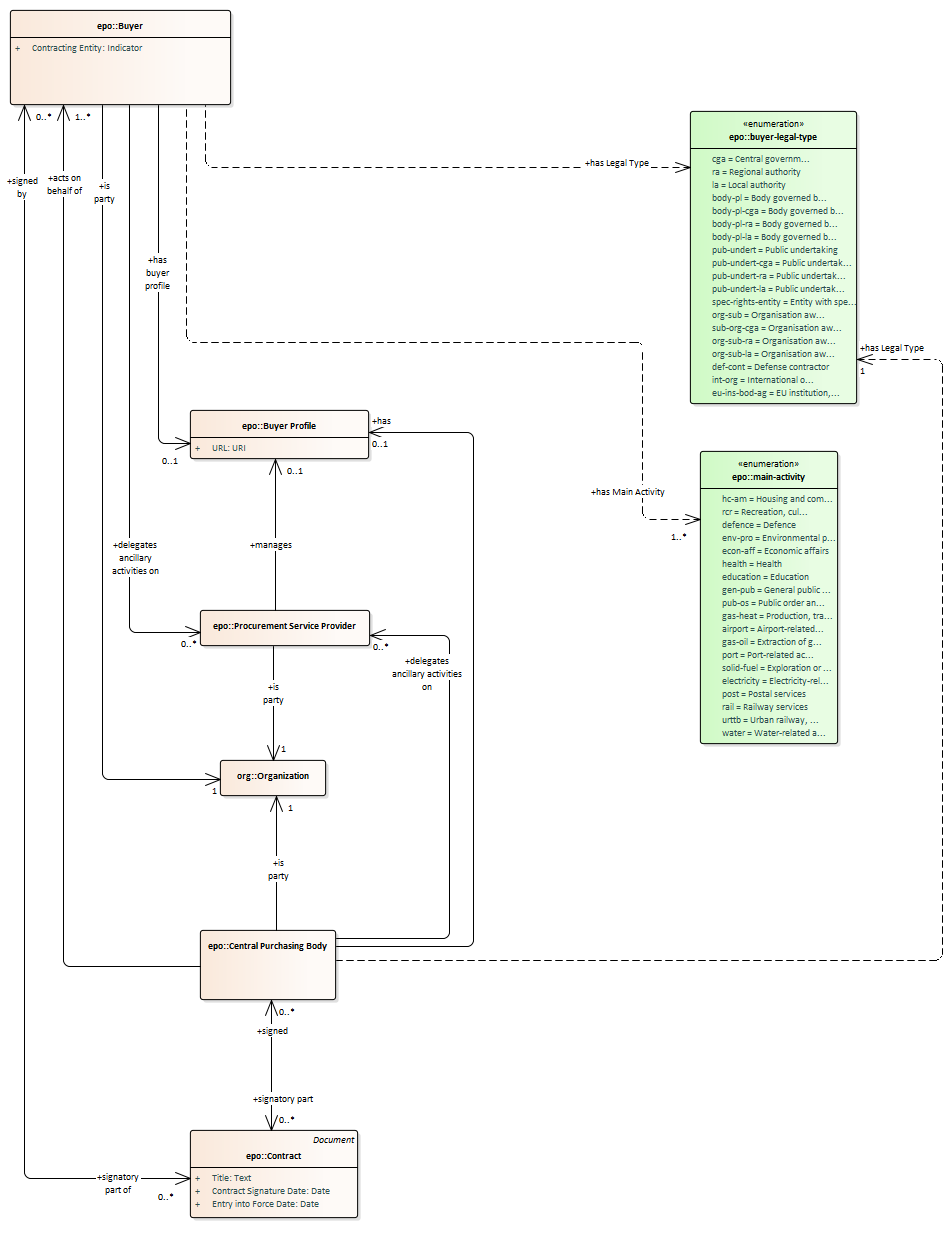 epo::Buyer
+ Contracting Entity: Indicator
0..*
1..*
+signed
by
+acts on
behalf of
+is
party
+has
buyer
profile
+has Legal Type
«enumeration»
epo::buyer-legal-type
cga = Central governm...
ra = Regional authority
la = Local authority
body-pl = Body governed b...
body-pl-cga = Body governed b...
body-pl-ra = Body governed b...
body-pl-la = Body governed b...
pub-undert = Public undertaking
pub-undert-cga = Public undertak...
pub-undert-ra = Public undertak...
pub-undert-la = Public undertak...
spec-rights-entity = Entity with spe...
org-sub = Organisation aw...
sub-org-cga = Organisation aw...
org-sub-ra = Organisation aw...
org-sub-la = Organisation aw...
def-cont = Defense contractor
int-org = International o...
eu-ins-bod-ag = EU institution,...
+has Legal Type
1
epo::Buyer Profile
+ URL: URI
+has
0..1
0..1
0..1
«enumeration»
epo::main-activity
hc-am = Housing and com...
rcr = Recreation, cul...
defence = Defence
env-pro = Environmental p...
econ-aff = Economic affairs
health = Health
education = Education
gen-pub = General public ...
pub-os = Public order an...
gas-heat = Production, tra...
airport = Airport-related...
gas-oil = Extraction of g...
port = Port-related ac...
solid-fuel = Exploration or ...
electricity = Electricity-rel...
post = Postal services
rail = Railway services
urttb = Urban railway, ...
water = Water-related a...
+has Main Activity
1..*
+delegates
ancillary
activities on
+manages
epo::Procurement Service Provider
0..*
0..*
+delegates
ancillary activities
on
+is
party
1
org::Organization
1
1
+is
party
epo::Central Purchasing Body
0..*
+signed
+signatory part
0..*
Document
epo::Contract
+ Title: Text
+ Contract Signature Date: Date
+ Entry into Force Date: Date
+signatory
part of
0..*